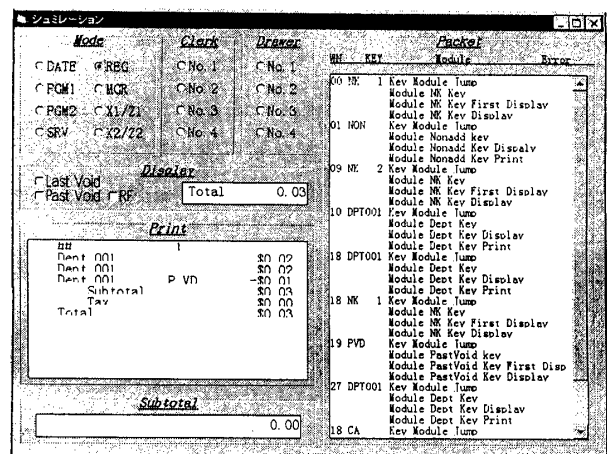 シュミレーション
Mode
DATE REG
PGM1 MCR
PGM2 X1/Z1
SRV X2/Z2
Clerk
No. 1
No. 2
No. 3
No. 4
Drawer
No. 1
No. 2
No. 3
No. 4
Display
Last Void
Past Void RF
Total 0.03
Print
## 1
Dept 001 $0.02
Dept 001 $0.02
Dept 001 P VD -$0.01
Subtotal $0.03
Tax $0.00
Total $0.03
Subtotal
0.00
Packet
WH KEY Module Error
00 NK 1 Key Module Jump
Module NK Key
Module NK Key First Display
Module NK Key Display
01 NON Key Module Jump
Module Nonadd key
Module Nonadd Key Dispaly
Module Nonadd Key Print
09 NK 2 Key Module Jump
Module NK Key
Module NK Key First Display
Module NK Key Display
10 DPT001 Key Module Jump
Module Dept Key
Module Dept Key Display
Module Dept Key Print
18 DPT001 Key Module Jump
Module Dept Key
Module Dept Key Display
Module Dept Key Print
18 NK 1 Key Module Jump
Module NK Key
Module NK Key First Display
Module NK Key Display
19 PVD Key Module Jump
Module PastVoid key
Module PastVoid Key First Disp
Module PastVoid Key Display
27 DPT001 Key Module Jump
Module Dept Key
Module Dept Key Display
Module Dept Key Print
18 CA Key Module Jump